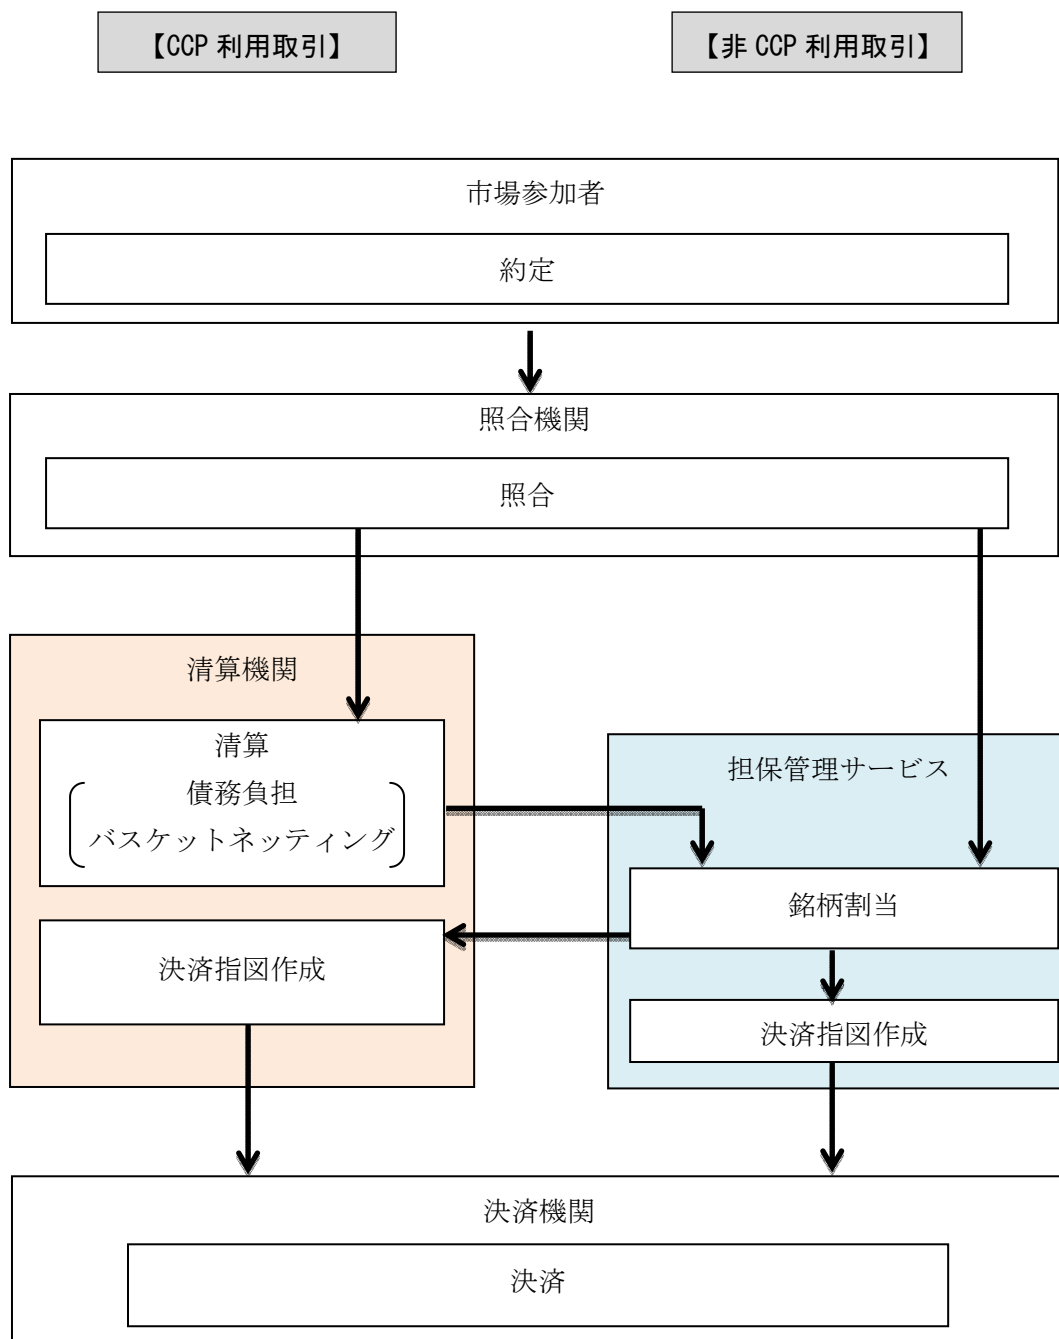 【CCP 利用取引】
【非 CCP 利用取引】
市場参加者
約定
照合機関
照合
清算機関
清算
債務負担
バスケットネッティング
決済指図作成
担保管理サービス
銘柄割当
決済指図作成
決済機関
決済